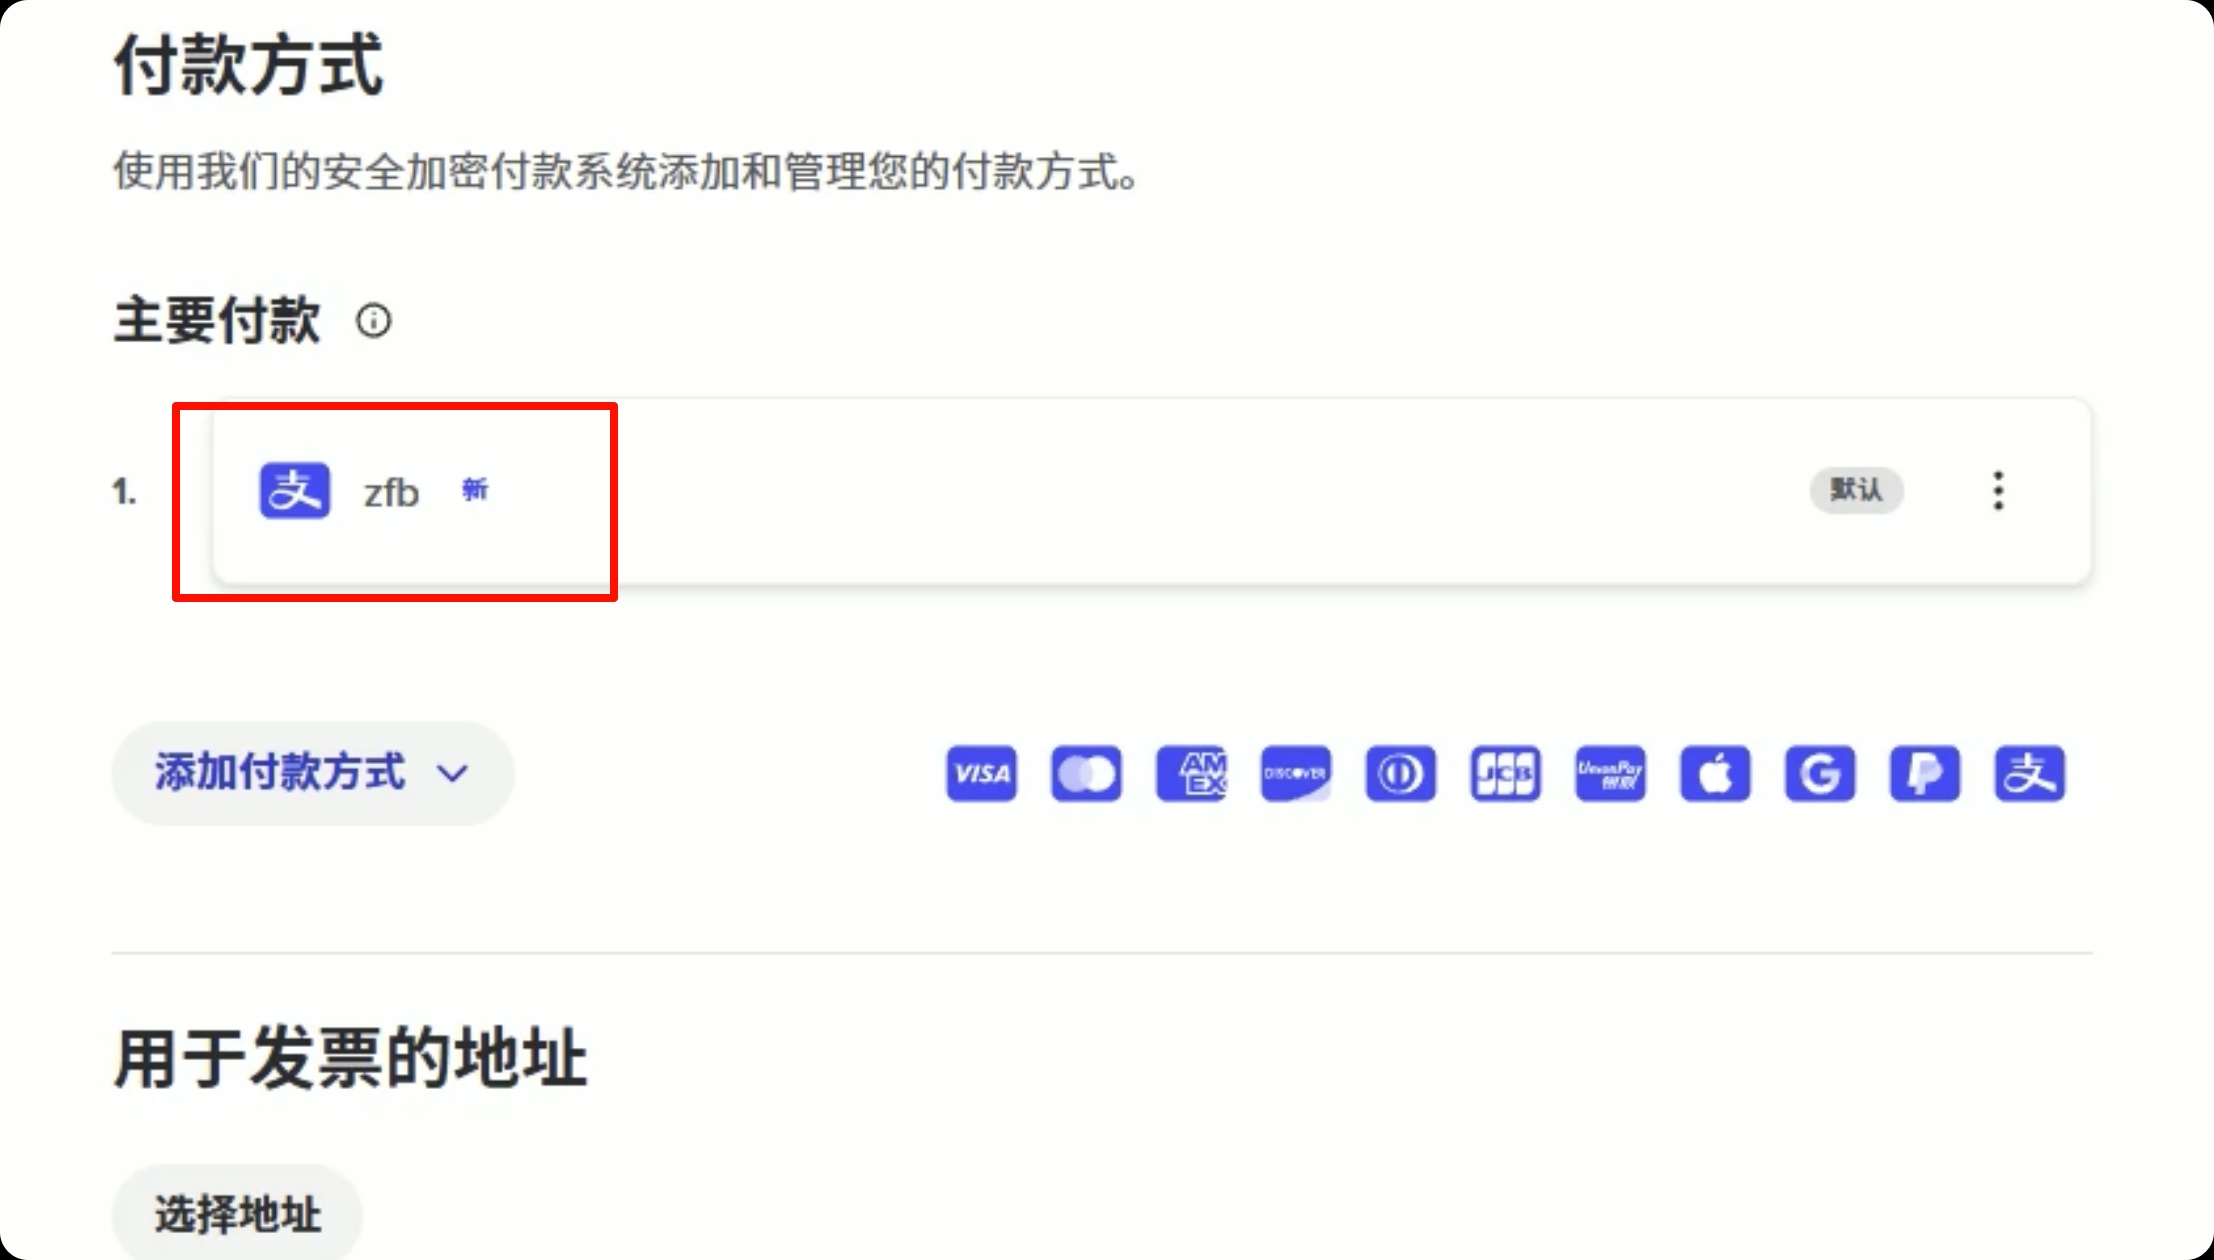 付款方式
使用我们的安全加密付款系统添加和管理您的付款方式。
主要付款
1.
支 zfb 新
默认
添加付款方式
VISA AMEX DISCOVER JCB UnionPay 银联 G P 支
用于发票的地址
选择地址